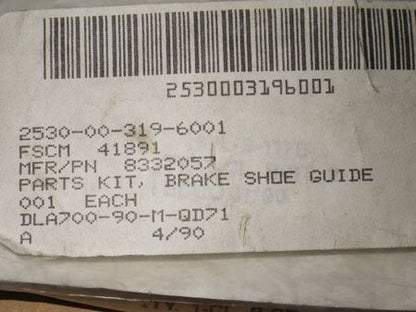 2530003196001
2530-00-319-6001
FSCM 41891
MFR/PN 8332057
PARTS KIT, BRAKE SHOE GUIDE
001 EACH
DLA700-90-M-QD71
A 4/90